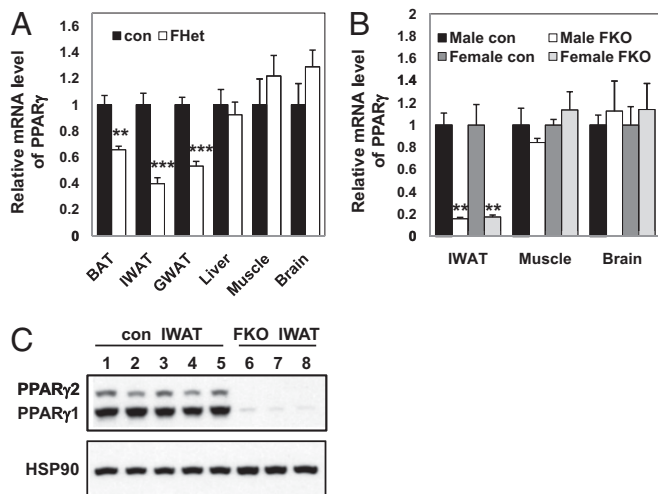 A
Relative mRNA level
of PPARγ
con FHet
1.6
1.4
1.2
1
0.8
0.6
0.4
0.2
0
**
***
***
BAT
IWAT
GWAT
Liver
Muscle
Brain
B
Relative mRNA level
of PPARγ
Male con Male FKO
Female con Female FKO
2
1.8
1.6
1.4
1.2
1
0.8
0.6
0.4
0.2
0
** **
IWAT Muscle Brain
C
con IWAT FKO IWAT
1 2 3 4 5 6 7 8
PPARγ2
PPARγ1
HSP90